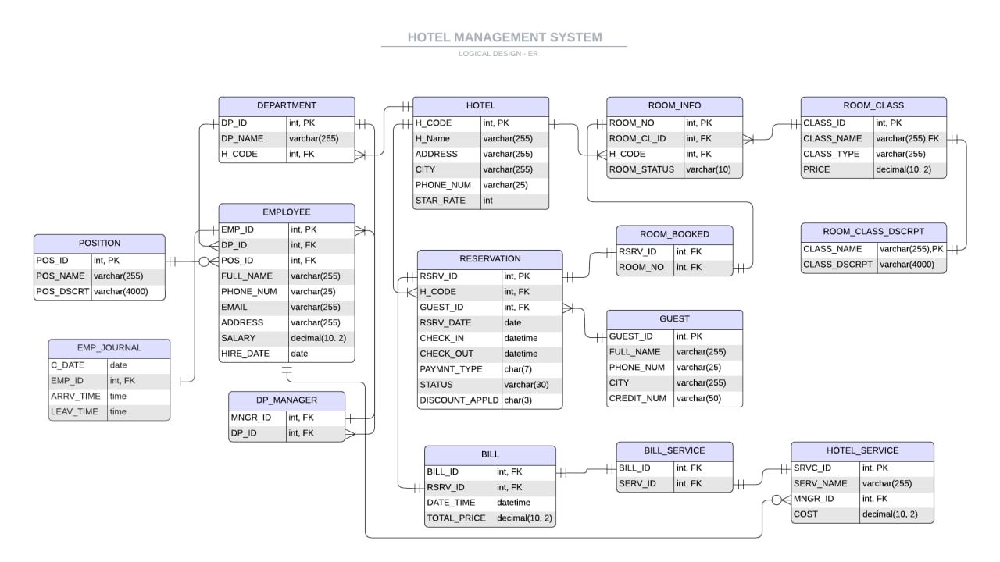 HOTEL MANAGEMENT SYSTEM
LOGICAL DESIGN - ER
DEPARTMENT
DP_ID int, PK
DP_NAME varchar(255)
H_CODE int, FK
HOTEL
H_CODE int, PK
H_Name varchar(255)
ADDRESS varchar(255)
CITY varchar(255)
PHONE_NUM varchar(25)
STAR_RATE int
ROOM_INFO
ROOM_NO int, PK
ROOM_CL_ID int, FK
H_CODE int, FK
ROOM_STATUS varchar(10)
ROOM_CLASS
CLASS_ID int, PK
CLASS_NAME varchar(255),FK
CLASS_TYPE varchar(255)
PRICE decimal(10, 2)
POSITION
POS_ID int, PK
POS_NAME varchar(255)
POS_DSCRT varchar(4000)
EMPLOYEE
EMP_ID int, PK
DP_ID int, FK
POS_ID int, FK
FULL_NAME varchar(255)
PHONE_NUM varchar(25)
EMAIL varchar(255)
ADDRESS varchar(255)
SALARY decimal(10. 2)
HIRE_DATE date
RESERVATION
RSRV_ID int, PK
H_CODE int, FK
GUEST_ID int, FK
RSRV_DATE date
CHECK_IN datetime
CHECK_OUT datetime
PAYMNT_TYPE char(7)
STATUS varchar(30)
DISCOUNT_APPLD char(3)
ROOM_BOOKED
RSRV_ID int, FK
ROOM_NO int, FK
ROOM_CLASS_DSCRPT
CLASS_NAME varchar(255),PK
CLASS_DSCRPT varchar(4000)
GUEST
GUEST_ID int, PK
FULL_NAME varchar(255)
PHONE_NUM varchar(25)
CITY varchar(255)
CREDIT_NUM varchar(50)
EMP_JOURNAL
C_DATE date
EMP_ID int, FK
ARRV_TIME time
LEAV_TIME time
DP_MANAGER
MNGR_ID int, FK
DP_ID int, FK
BILL
BILL_ID int, FK
RSRV_ID int, FK
DATE_TIME datetime
TOTAL_PRICE decimal(10, 2)
BILL_SERVICE
BILL_ID int, FK
SERV_ID int, FK
HOTEL_SERVICE
SRVC_ID int, PK
SERV_NAME varchar(255)
MNGR_ID int, FK
COST decimal(10, 2)